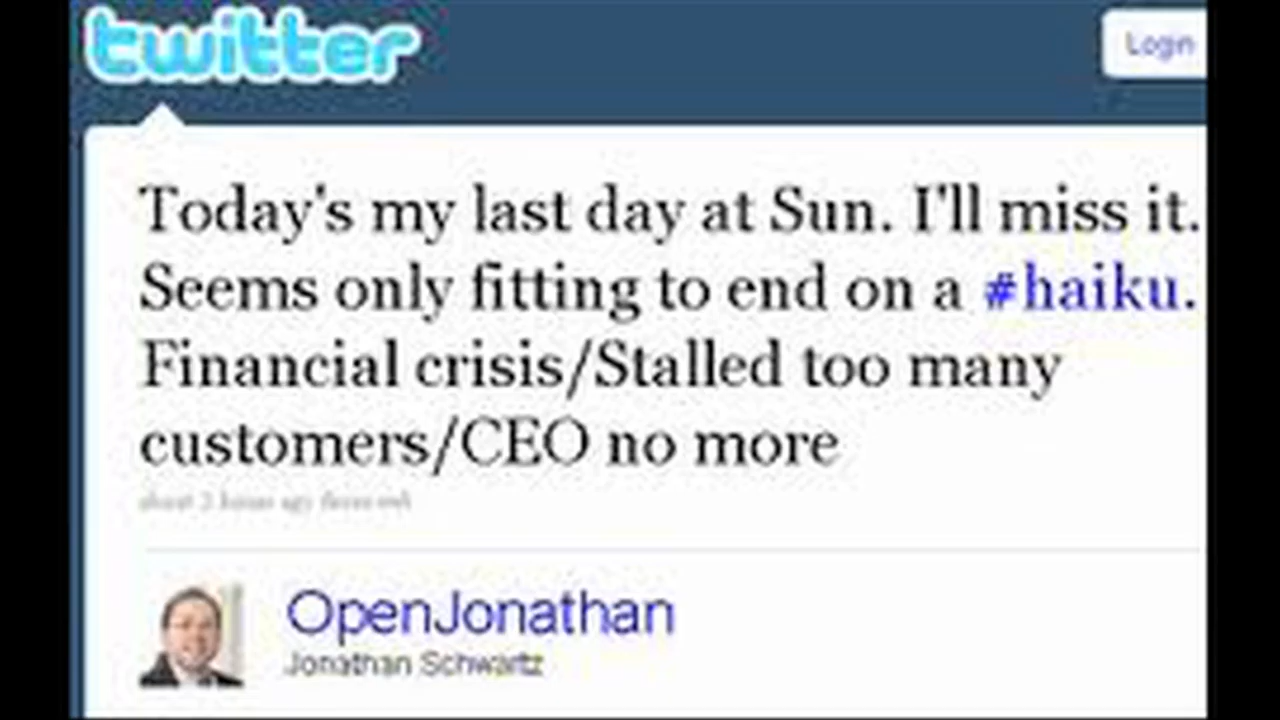 twitter
Login
Today's my last day at Sun. I'll miss it.
Seems only fitting to end on a #haiku.
Financial crisis/Stalled too many
customers/CEO no more
OpenJonathan
Jonathan Schwartz